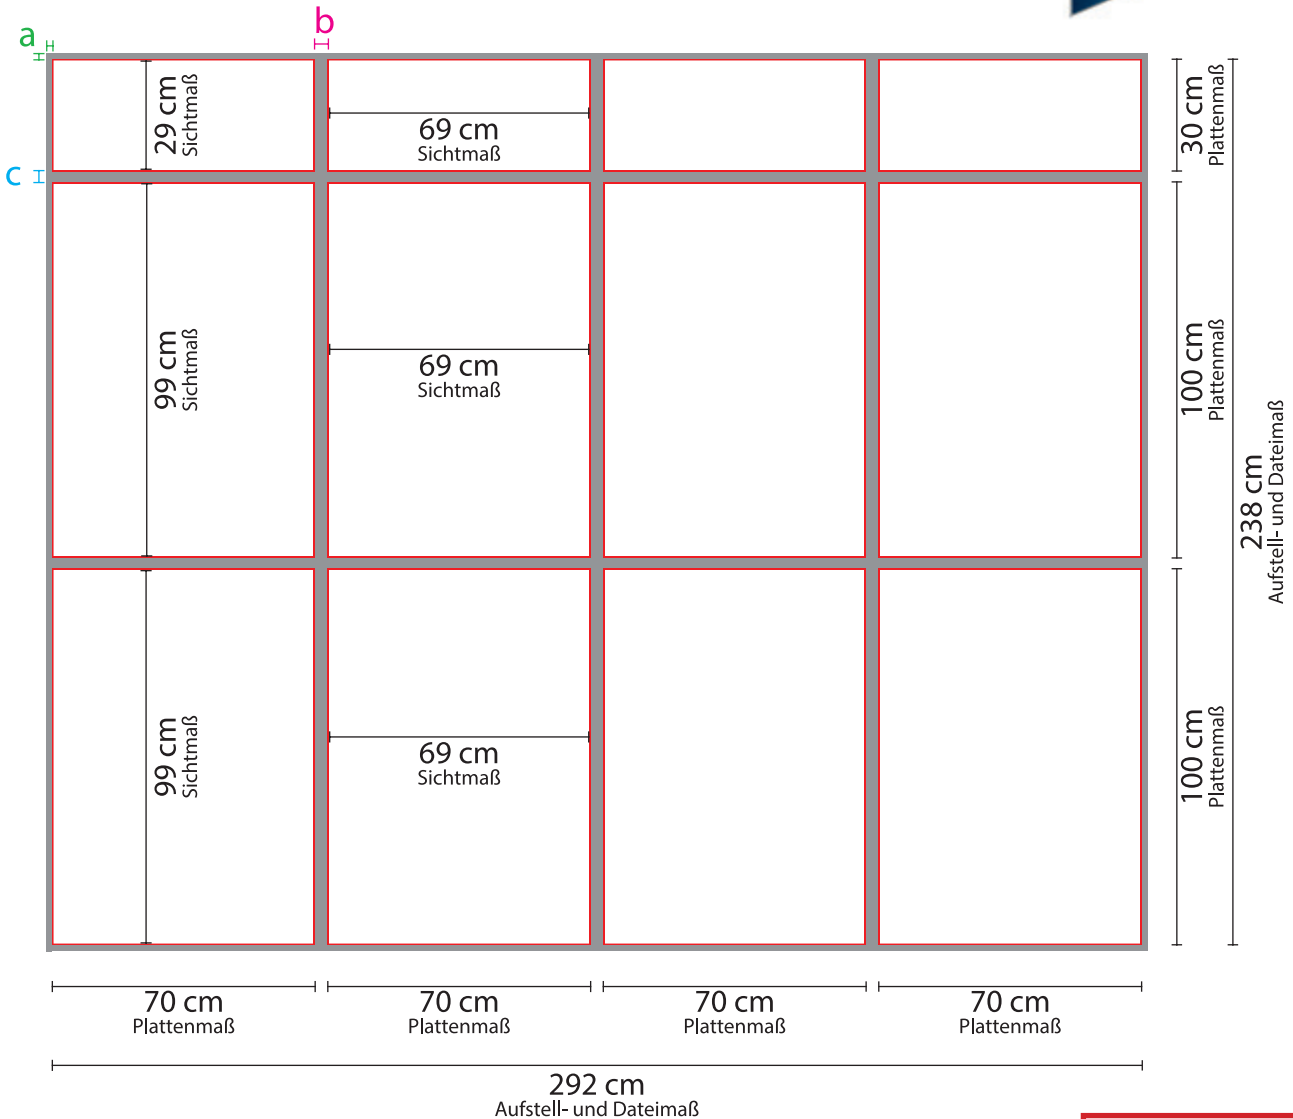 a
b
29 cm
Sichtmaß
69 cm
Sichtmaß
30 cm
Plattenmaß
c
99 cm
Sichtmaß
69 cm
Sichtmaß
100 cm
Plattenmaß
238 cm
Aufstell- und Dateimaß
99 cm
Sichtmaß
69 cm
Sichtmaß
100 cm
Plattenmaß
70 cm
Plattenmaß
70 cm
Plattenmaß
70 cm
Plattenmaß
70 cm
Plattenmaß
292 cm
Aufstell- und Dateimaß